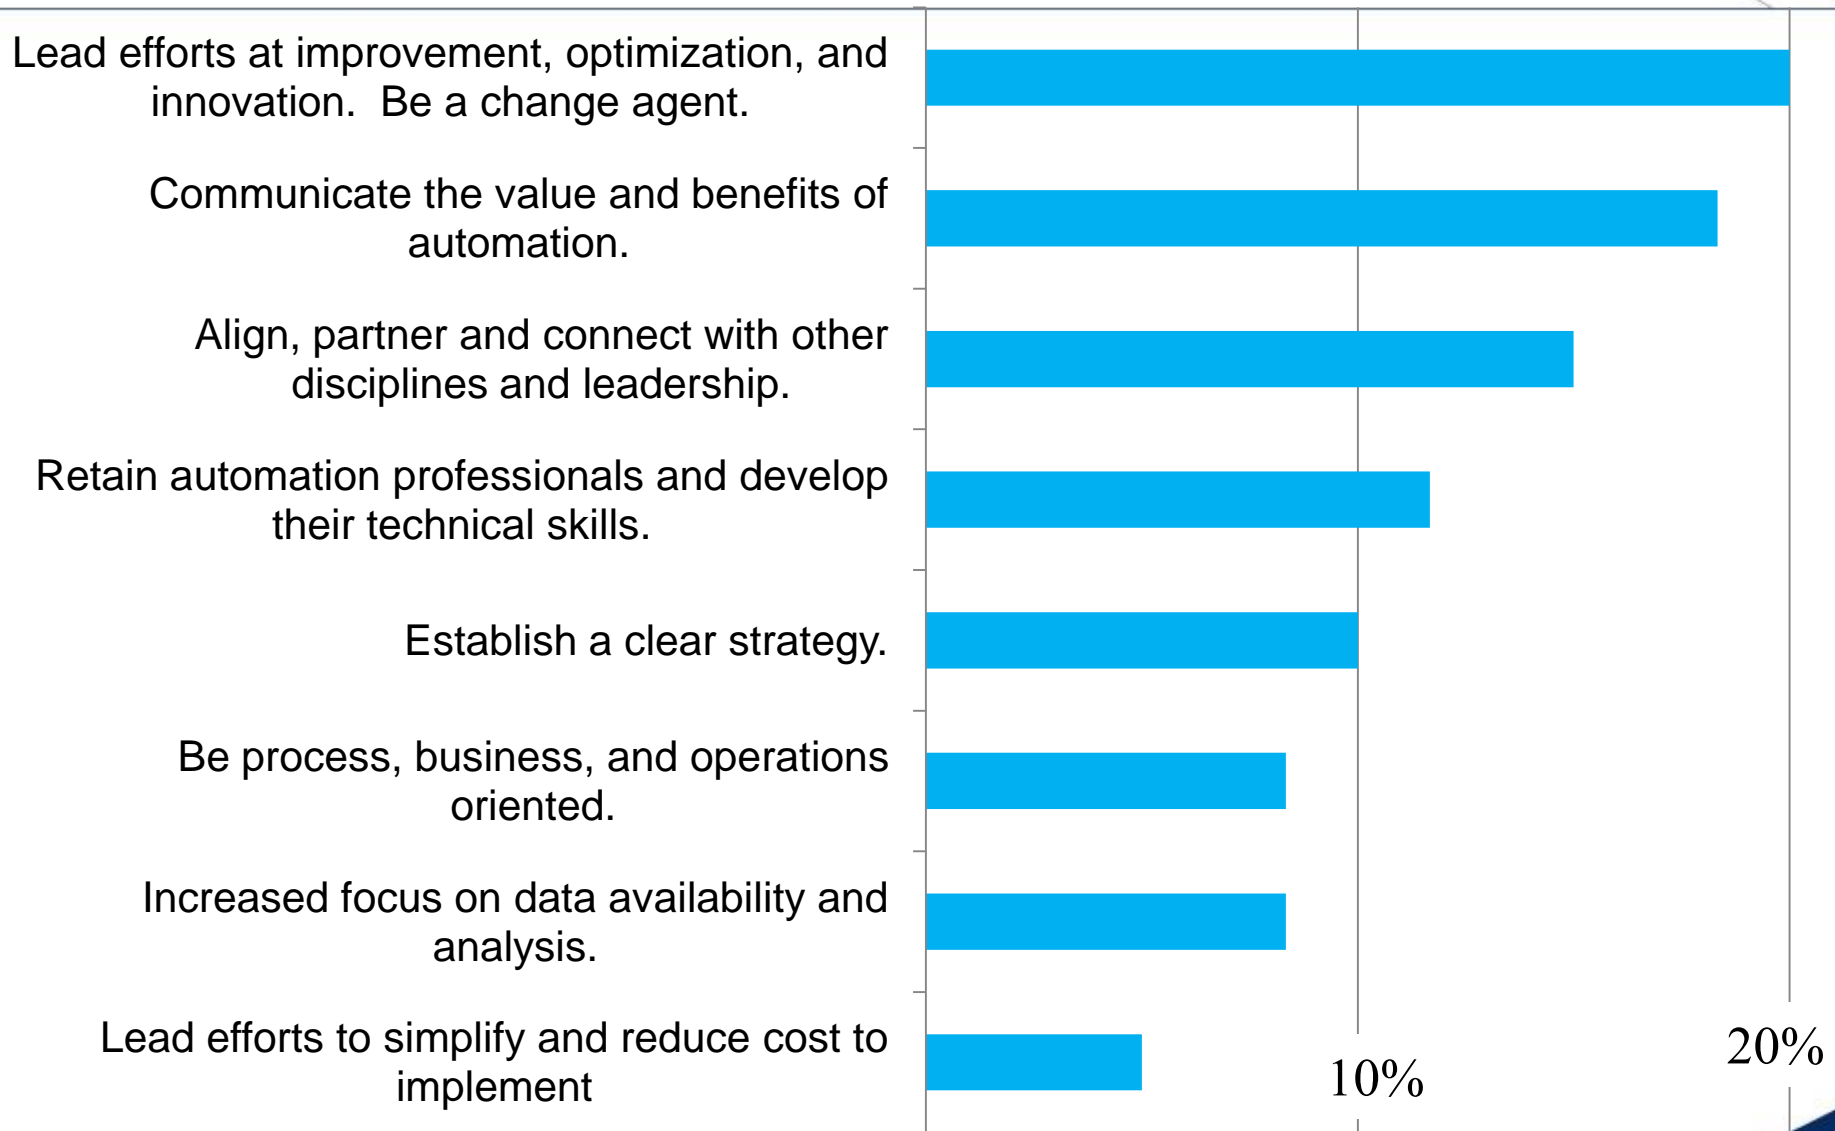 Lead efforts at improvement, optimization, and
innovation.  Be a change agent.
Communicate the value and benefits of
automation.
Align, partner and connect with other
disciplines and leadership.
Retain automation professionals and develop
their technical skills.
Establish a clear strategy.
Be process, business, and operations
oriented.
Increased focus on data availability and
analysis.
Lead efforts to simplify and reduce cost to
implement
10%
20%